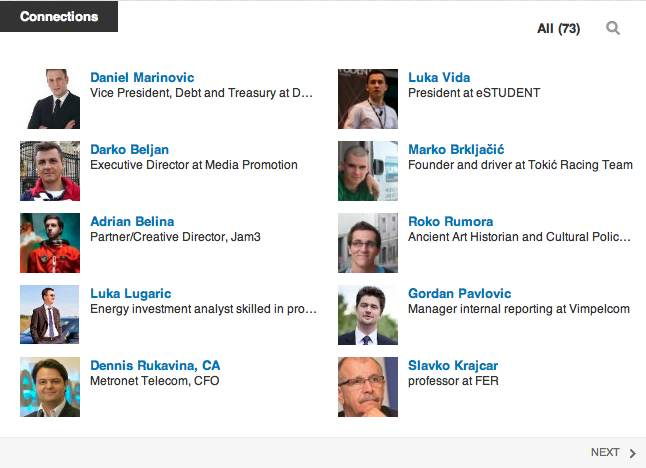 Connections
All (73)
Daniel Marinovic
Vice President, Debt and Treasury at D…
Luka Vida
President at eSTUDENT
Darko Beljan
Executive Director at Media Promotion
Marko Brkljačić
Founder and driver at Tokić Racing Team
Adrian Belina
Partner/Creative Director, Jam3
Roko Rumora
Ancient Art Historian and Cultural Polic…
Luka Lugaric
Energy investment analyst skilled in pro…
Gordan Pavlovic
Manager internal reporting at Vimpelcom
Dennis Rukavina, CA
Metronet Telecom, CFO
Slavko Krajcar
professor at FER
NEXT